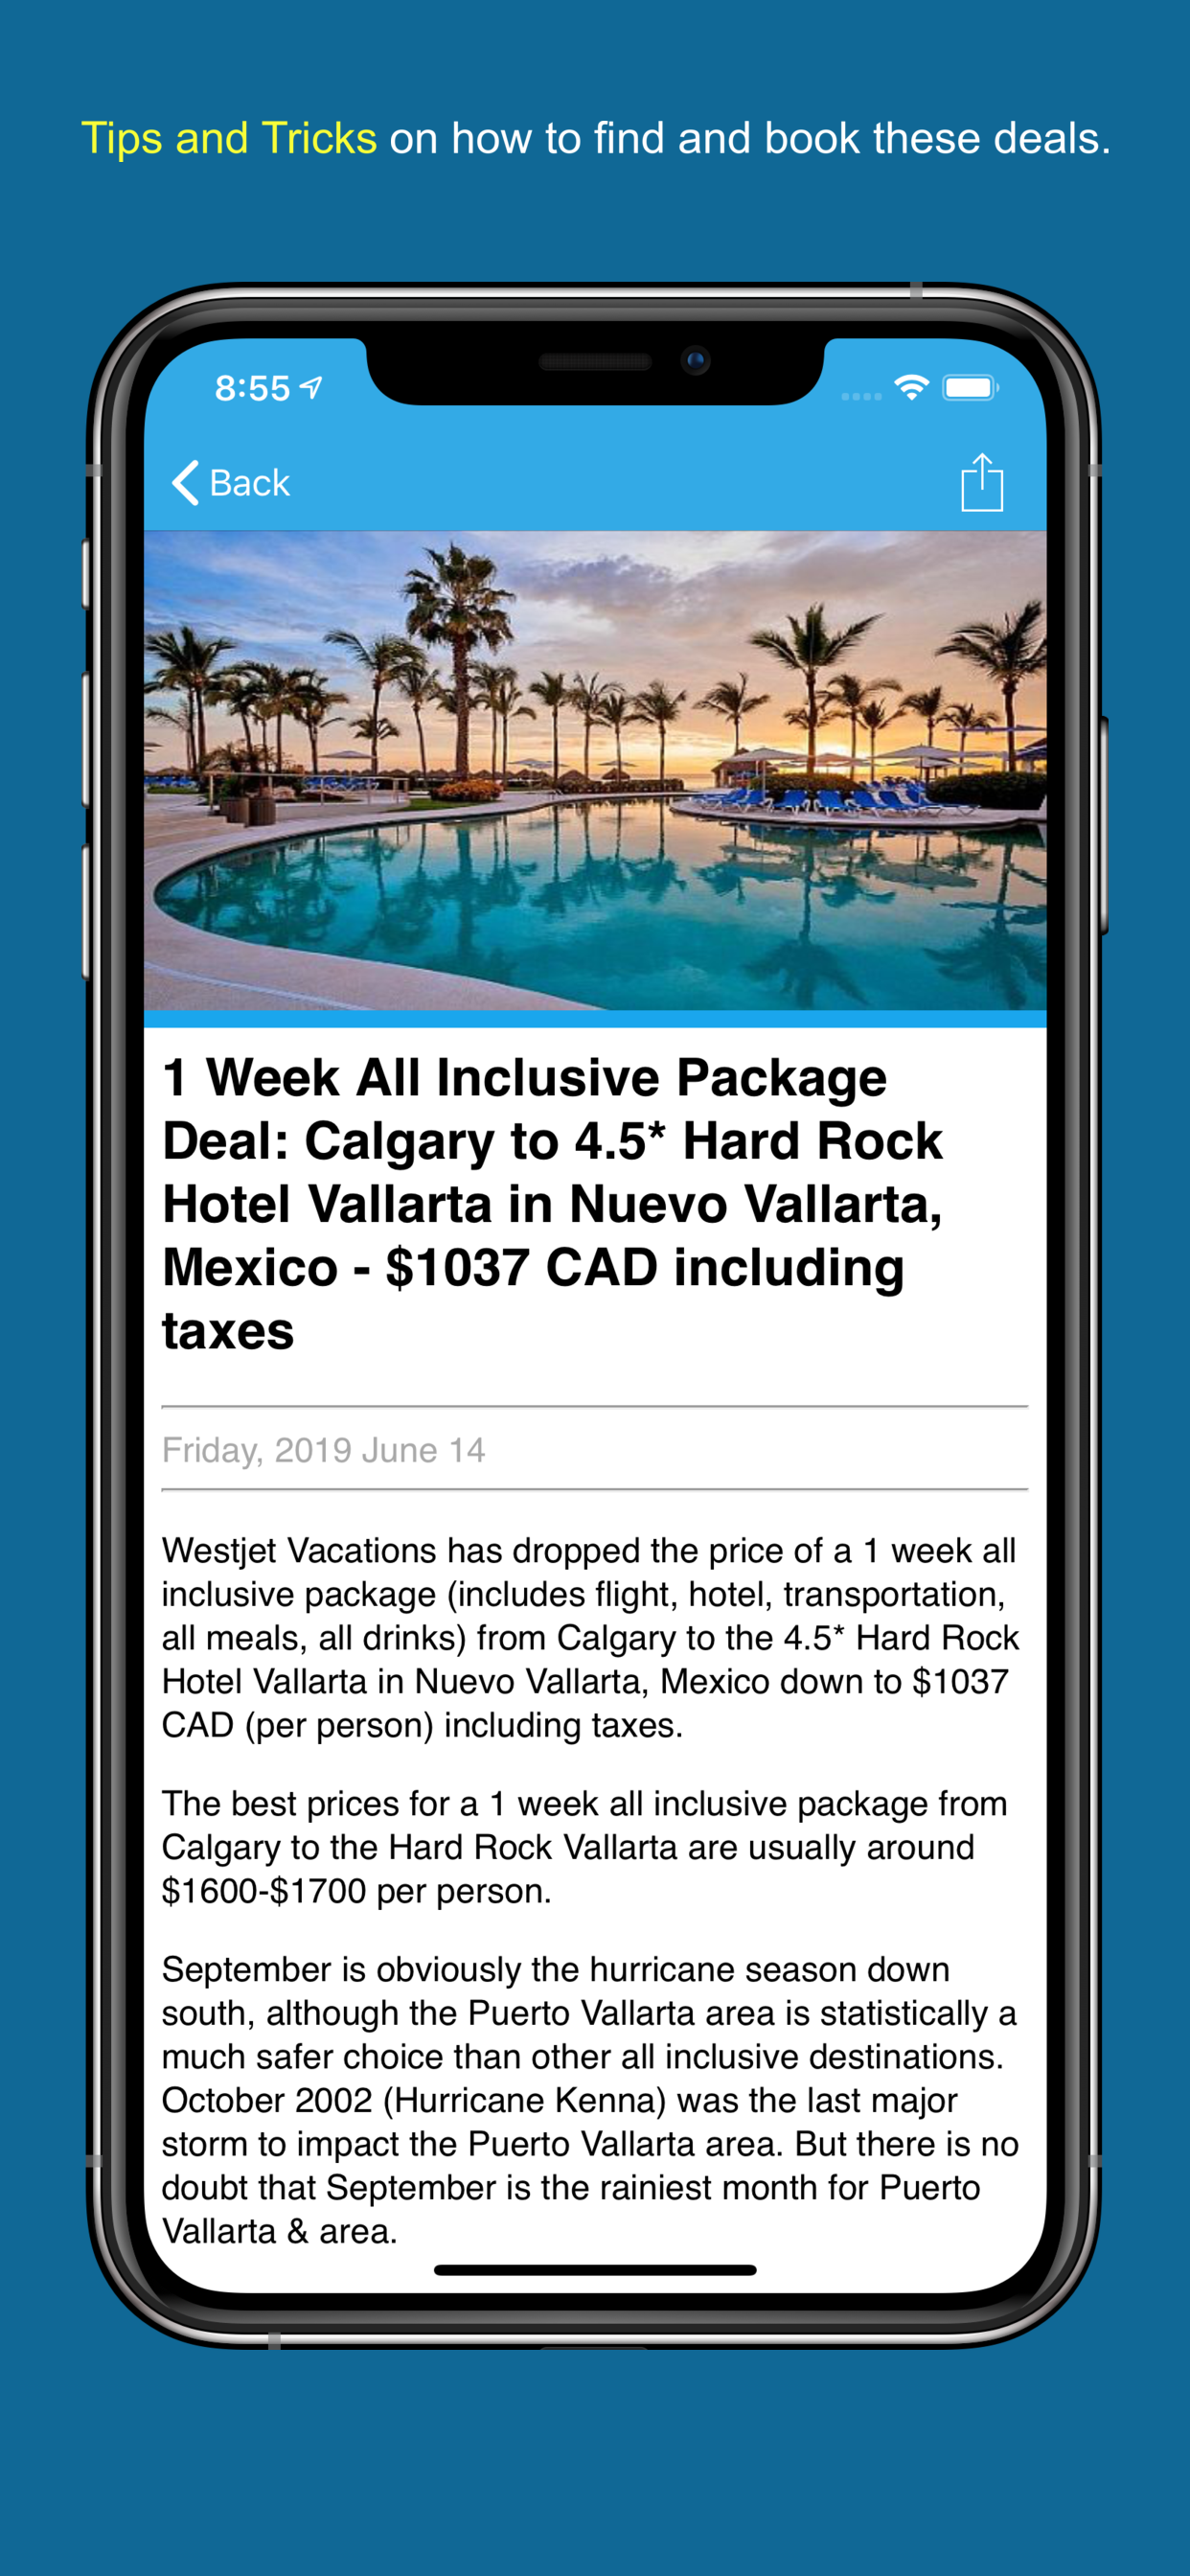 Tips and Tricks on how to find and book these deals.
8:55
Back
1 Week All Inclusive Package
Deal: Calgary to 4.5* Hard Rock
Hotel Vallarta in Nuevo Vallarta,
Mexico - $1037 CAD including
taxes
Friday, 2019 June 14
Westjet Vacations has dropped the price of a 1 week all
inclusive package (includes flight, hotel, transportation,
all meals, all drinks) from Calgary to the 4.5* Hard Rock
Hotel Vallarta in Nuevo Vallarta, Mexico down to $1037
CAD (per person) including taxes.
The best prices for a 1 week all inclusive package from
Calgary to the Hard Rock Vallarta are usually around
$1600-$1700 per person.
September is obviously the hurricane season down
south, although the Puerto Vallarta area is statistically a
much safer choice than other all inclusive destinations.
October 2002 (Hurricane Kenna) was the last major
storm to impact the Puerto Vallarta area. But there is no
doubt that September is the rainiest month for Puerto
Vallarta & area.